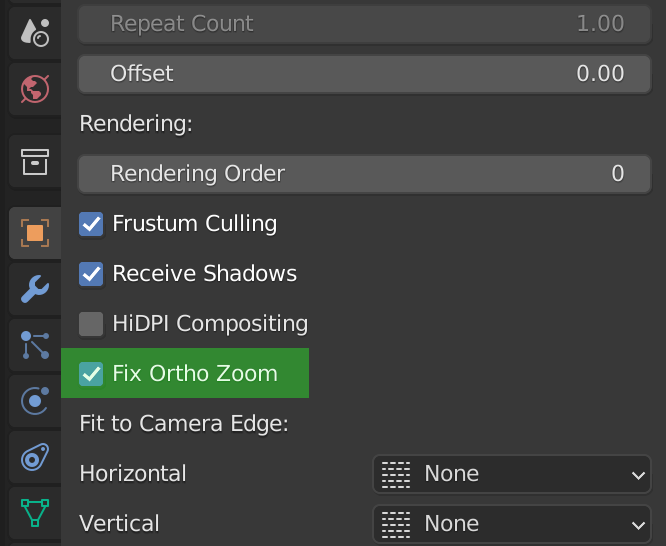 Repeat Count 1.00
Offset 0.00
Rendering:
Rendering Order 0
Frustum Culling
Receive Shadows
HiDPI Compositing
Fix Ortho Zoom
Fit to Camera Edge:
Horizontal None
Vertical None